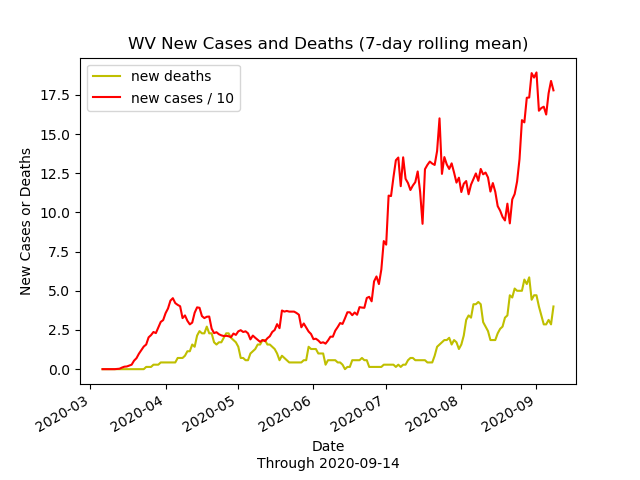 WV New Cases and Deaths (7-day rolling mean)
new deaths
new cases / 10
17.5
15.0
12.5
10.0
7.5
5.0
2.5
0.0
New Cases or Deaths
2020-03
2020-04
2020-05
2020-06
2020-07
2020-08
2020-09
Date
Through 2020-09-14